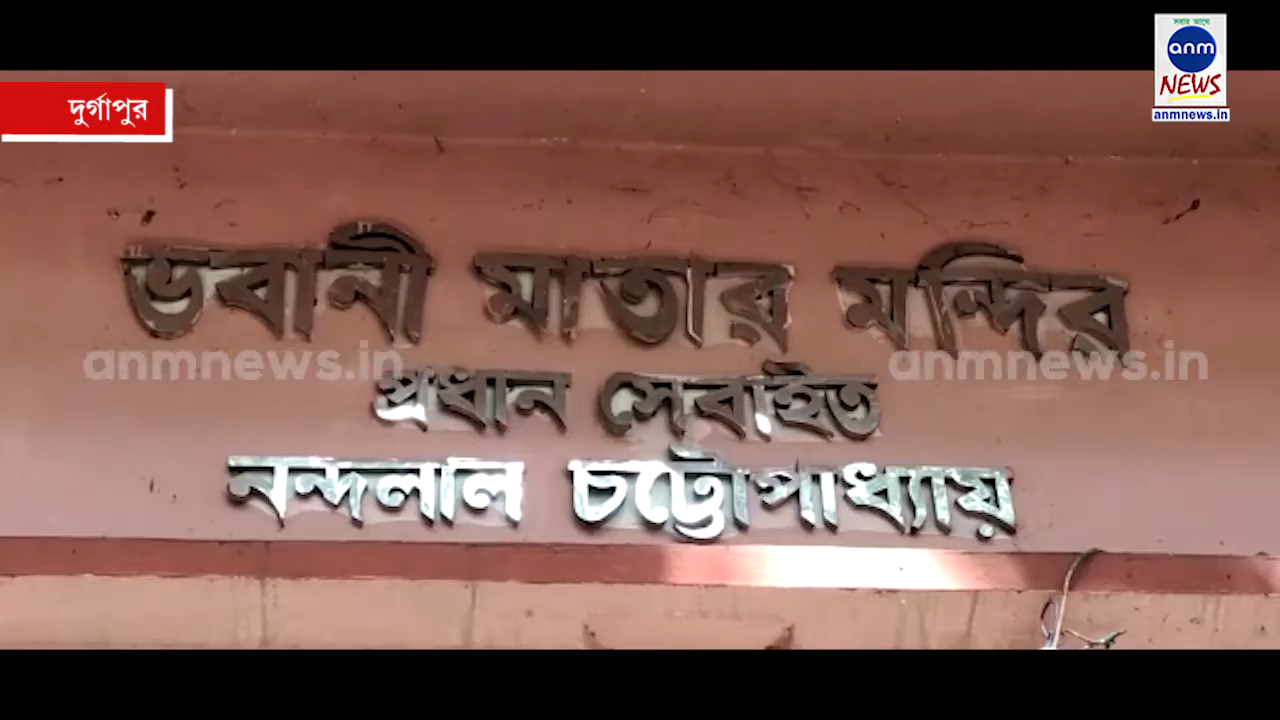 সবার আগে
anm
NEWS
anmnews.in
দুর্গাপুর
ভবানী মাতার মন্দির
anmnews.in anmnews.in
প্রধান সেবাইত
নন্দলাল চট্টোপাধ্যায়